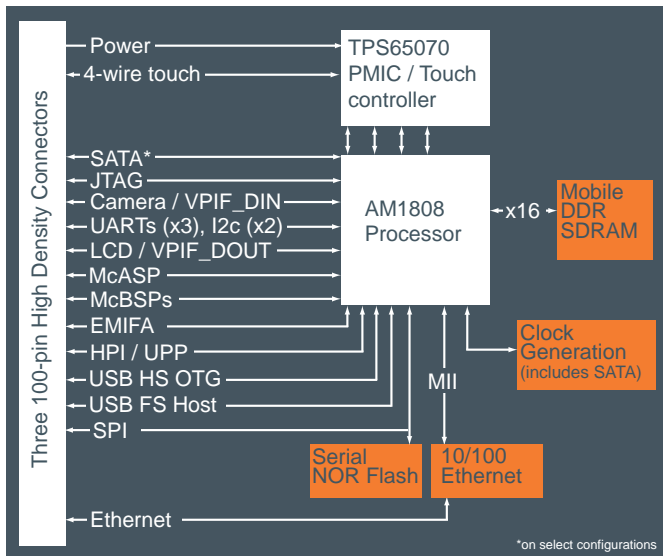 Three 100-pin High Density Connectors
Power
4-wire touch
TPS65070
PMIC / Touch
controller
SATA*
JTAG
Camera / VPIF_DIN
UARTs (x3), I2c (x2)
LCD / VPIF_DOUT
McASP
McBSPs
EMIFA
HPI / UPP
USB HS OTG
USB FS Host
SPI
Ethernet
AM1808
Processor
x16
Mobile
DDR
SDRAM
Clock
Generation
(includes SATA)
MII
Serial
NOR Flash
10/100
Ethernet
*on select configurations